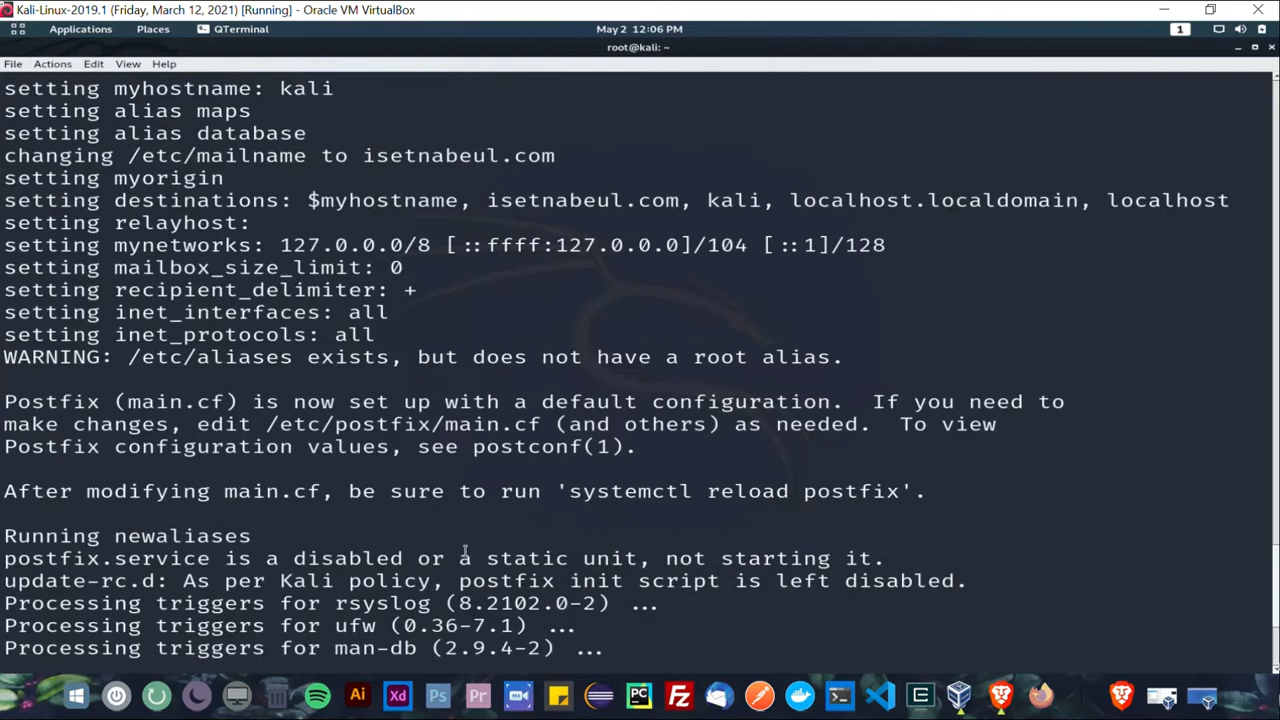 Kali-Linux-2019.1 (Friday, March 12, 2021) [Running] - Oracle VM VirtualBox
Applications Places QTerminal May 2 12:06 PM 1
root@kali: ~
File Actions Edit View Help
setting myhostname: kali
setting alias maps
setting alias database
changing /etc/mailname to isetnabeul.com
setting myorigin
setting destinations: $myhostname, isetnabeul.com, kali, localhost.localdomain, localhost
setting relayhost:
setting mynetworks: 127.0.0.0/8 [::ffff:127.0.0.0]/104 [::1]/128
setting mailbox_size_limit: 0
setting recipient_delimiter: +
setting inet_interfaces: all
setting inet_protocols: all
WARNING: /etc/aliases exists, but does not have a root alias.
Postfix (main.cf) is now set up with a default configuration.  If you need to
make changes, edit /etc/postfix/main.cf (and others) as needed.  To view
Postfix configuration values, see postconf(1).
After modifying main.cf, be sure to run 'systemctl reload postfix'.
Running newaliases
postfix.service is a disabled or a static unit, not starting it.
update-rc.d: As per Kali policy, postfix init script is left disabled.
Processing triggers for rsyslog (8.2102.0-2) ...
Processing triggers for ufw (0.36-7.1) ...
Processing triggers for man-db (2.9.4-2) ...
Ai Xd Ps Pr PC FZ C